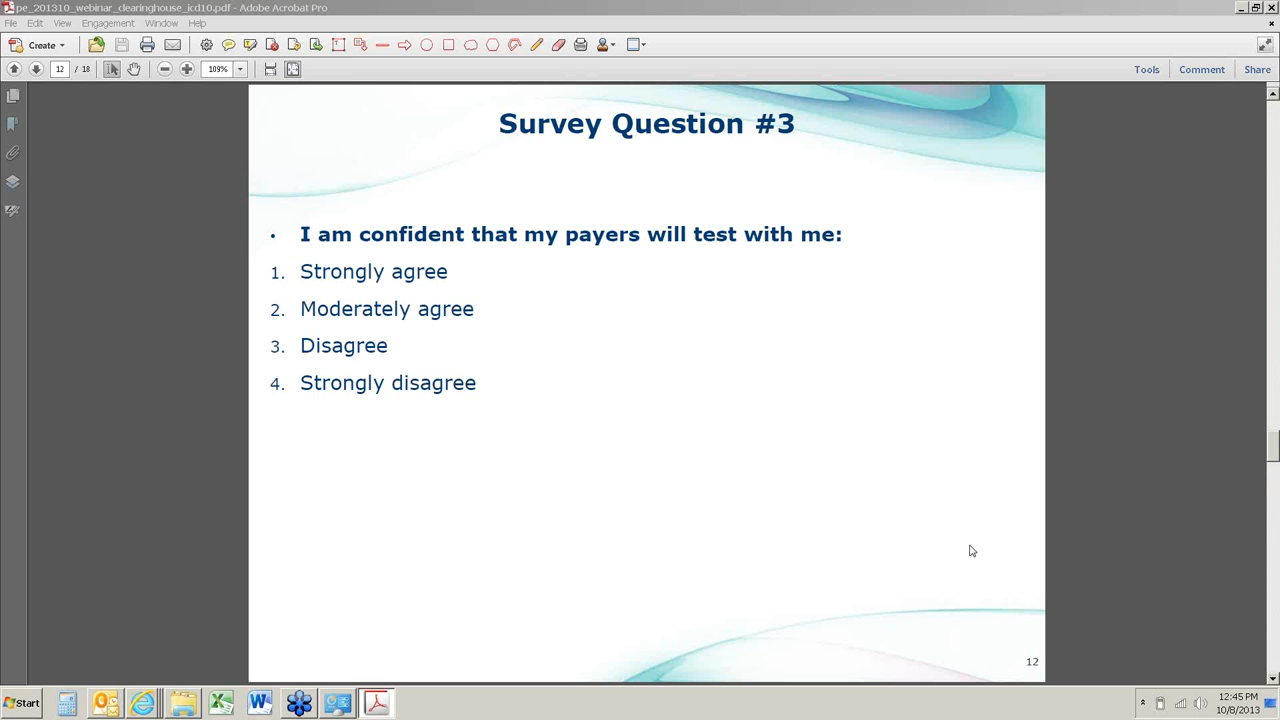 pe_201310_webinar_clearinghouse_icd10.pdf - Adobe Acrobat Pro
File Edit View Engagement Window Help
Create
12 / 18 109% Tools Comment Share
Survey Question #3
• I am confident that my payers will test with me:
1. Strongly agree
2. Moderately agree
3. Disagree
4. Strongly disagree
12
Start 12:45 PM
10/8/2013